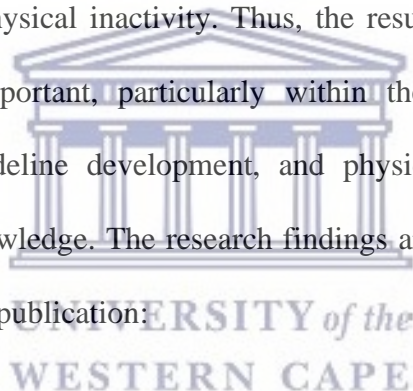 hysical inactivity. Thus, the resu
portant, particularly within the
deline development, and physi
wledge. The research findings a
publication:
UNIVERSITY of the
WESTERN CAPE